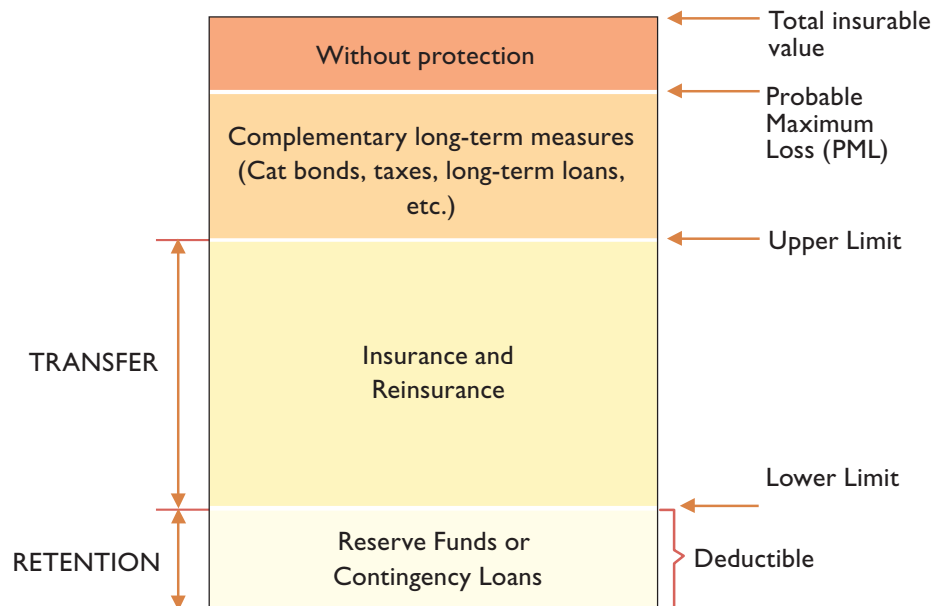 Total insurable
value
Without protection
Probable
Maximum
Loss (PML)
Complementary long-term measures
(Cat bonds, taxes, long-term loans,
etc.)
Upper Limit
TRANSFER
Insurance and
Reinsurance
Lower Limit
RETENTION
Reserve Funds or
Contingency Loans
Deductible